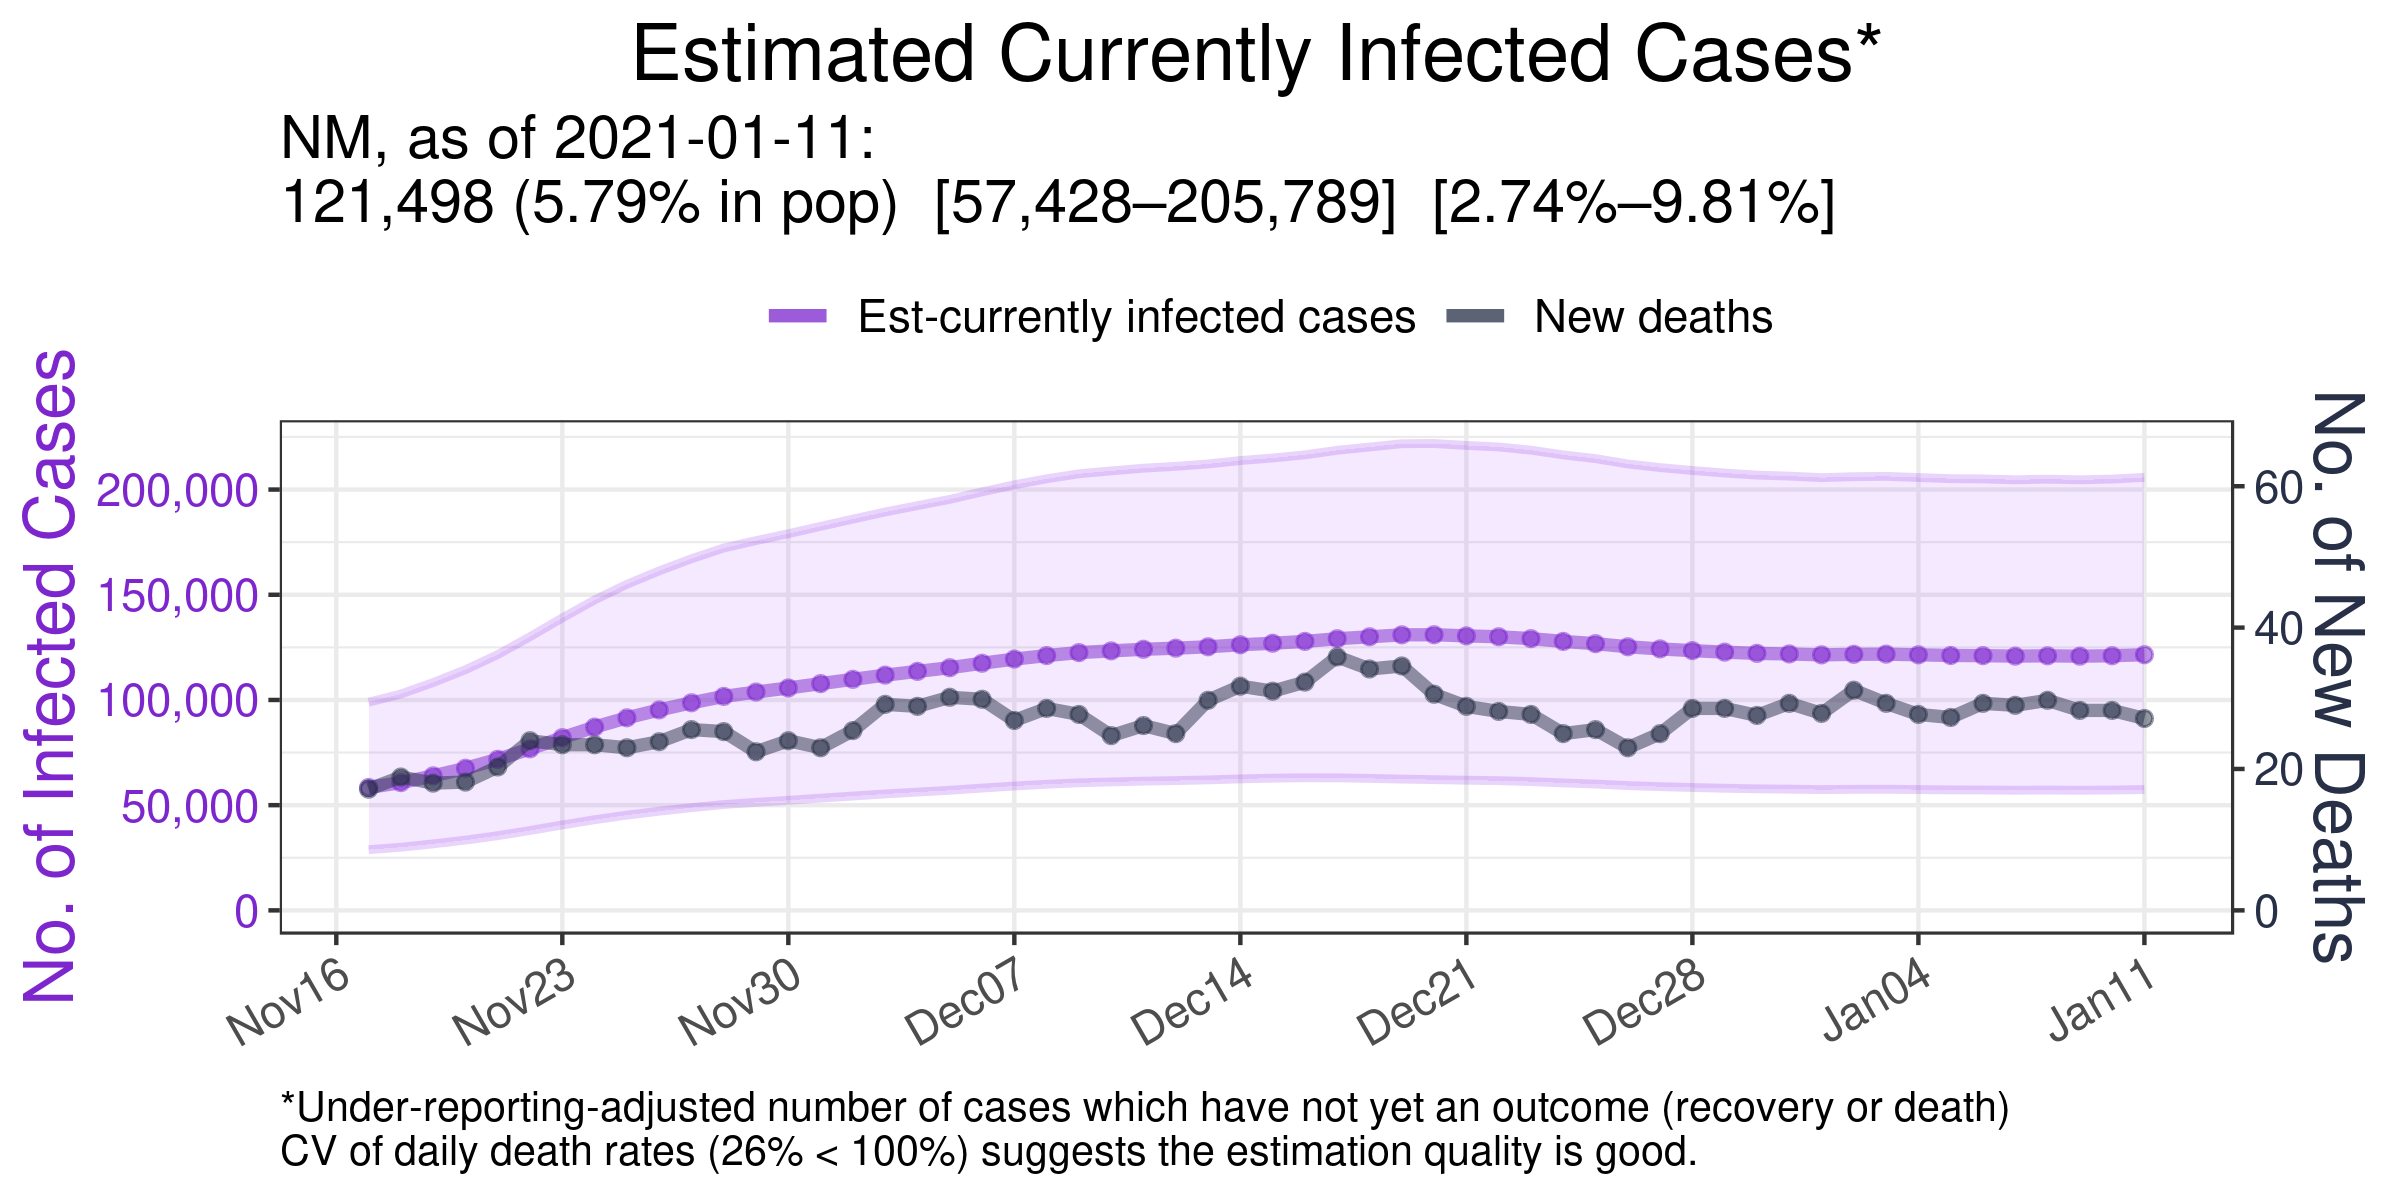 Estimated Currently Infected Cases*
NM, as of 2021-01-11:
121,498 (5.79% in pop)  [57,428–205,789]  [2.74%–9.81%]
Est-currently infected cases
New deaths
No. of Infected Cases
200,000
150,000
100,000
50,000
0
60
40
20
0
No. of New Deaths
Nov16
Nov23
Nov30
Dec07
Dec14
Dec21
Dec28
Jan04
Jan11
*Under-reporting-adjusted number of cases which have not yet an outcome (recovery or death)
CV of daily death rates (26% < 100%) suggests the estimation quality is good.